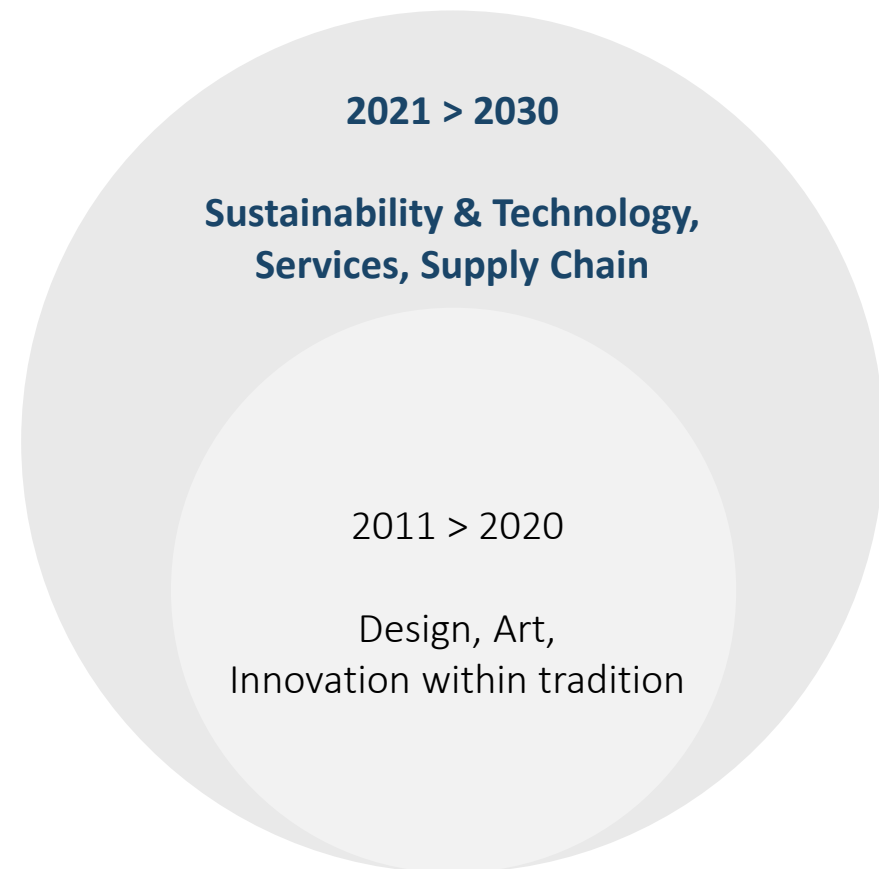 2021 > 2030
Sustainability & Technology,
Services, Supply Chain
2011 > 2020
Design, Art,
Innovation within tradition